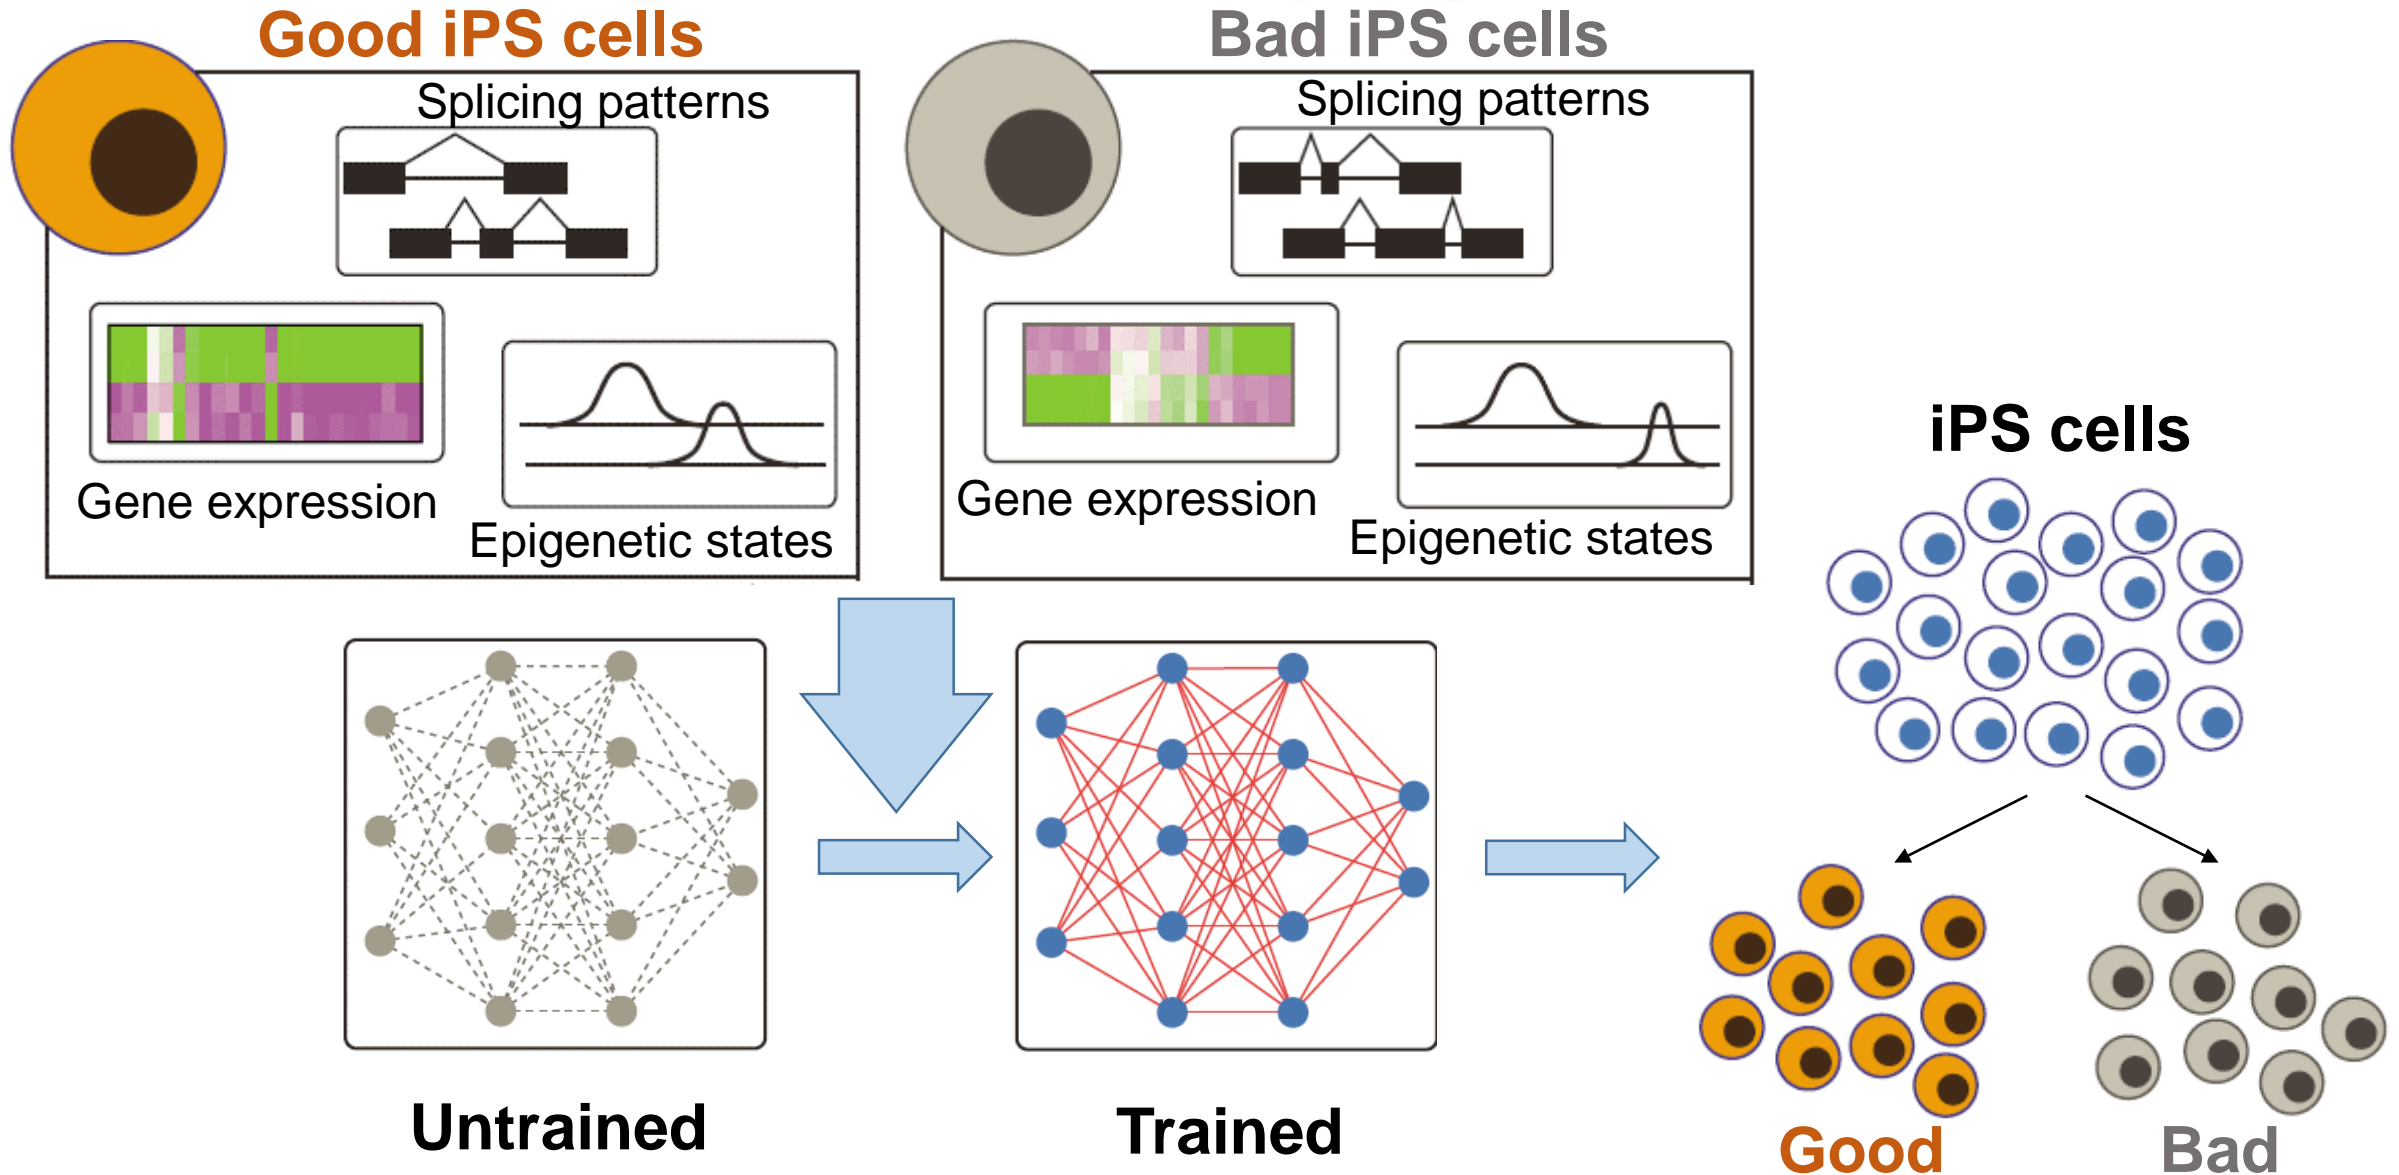 Good iPS cells
Splicing patterns
Gene expression
Epigenetic states
Bad iPS cells
Splicing patterns
Gene expression
Epigenetic states
Untrained
Trained
iPS cells
Good
Bad